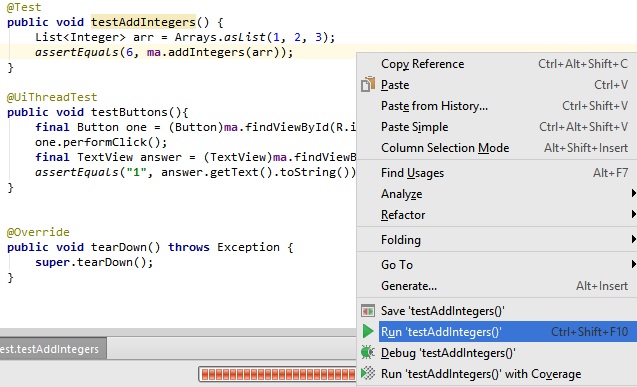 @Test
public void testAddIntegers() {
List<Integer> arr = Arrays.asList(1, 2, 3);
assertEquals(6, ma.addIntegers(arr));
}
@UiThreadTest
public void testButtons(){
final Button one = (Button)ma.findViewById(R.i
one.performClick();
final TextView answer = (TextView)ma.findViewB
assertEquals("1", answer.getText().toString())
}
@Override
public void tearDown() throws Exception {
super.tearDown();
}
est.testAddIntegers
Copy Reference Ctrl+Alt+Shift+C
Paste Ctrl+V
Paste from History... Ctrl+Shift+V
Paste Simple Ctrl+Alt+Shift+V
Column Selection Mode Alt+Shift+Insert
Find Usages Alt+F7
Analyze
Refactor
Folding
Go To
Generate... Alt+Insert
Save 'testAddIntegers()'
Run 'testAddIntegers()' Ctrl+Shift+F10
Debug 'testAddIntegers()'
Run 'testAddIntegers()' with Coverage